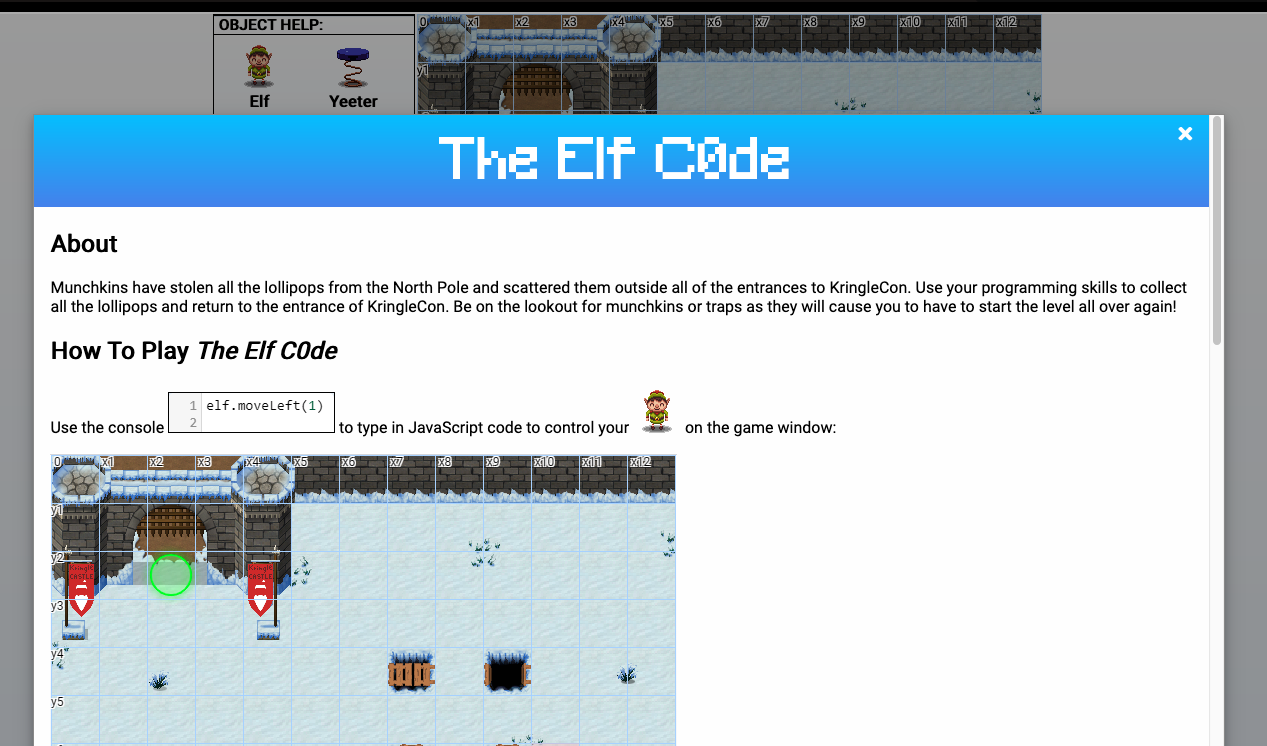 OBJECT HELP:
Elf
Yeeter
0 x1 x2 x3 x4 x5 x6 x7 x8 x9 x10 x11 x12
y1
The Elf C0de
×
About
Munchkins have stolen all the lollipops from the North Pole and scattered them outside all of the entrances to KringleCon. Use your programming skills to collect
all the lollipops and return to the entrance of KringleCon. Be on the lookout for munchkins or traps as they will cause you to have to start the level all over again!
How To Play The Elf C0de
Use the console
1 elf.moveLeft(1)
2
to type in JavaScript code to control your
on the game window:
0 x1 x2 x3 x4 x5 x6 x7 x8 x9 x10 x11 x12
y1
y2
Kringle Kringle
CASTLE CASTLE
y3
y4
y5